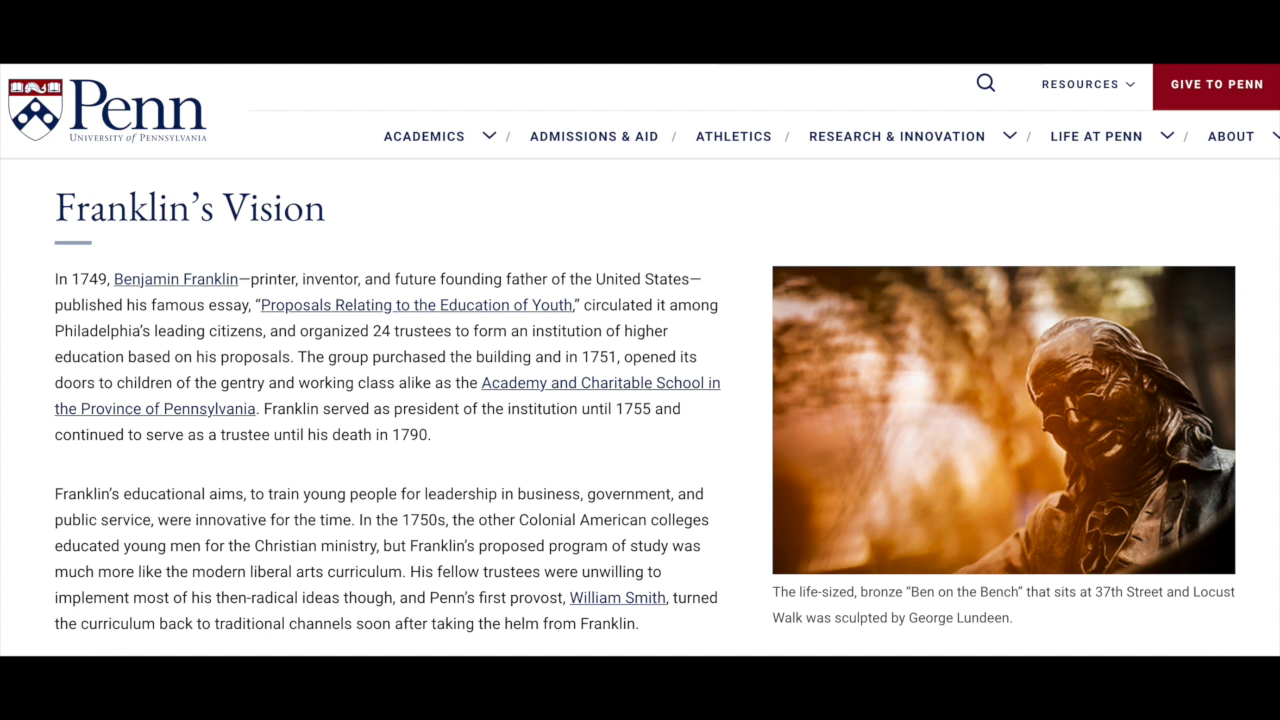 Penn
UNIVERSITY of PENNSYLVANIA
RESOURCES
GIVE TO PENN
ACADEMICS / ADMISSIONS & AID / ATHLETICS / RESEARCH & INNOVATION / LIFE AT PENN / ABOUT
Franklin’s Vision
In 1749, Benjamin Franklin—printer, inventor, and future founding father of the United States—
published his famous essay, “Proposals Relating to the Education of Youth,” circulated it among
Philadelphia’s leading citizens, and organized 24 trustees to form an institution of higher
education based on his proposals. The group purchased the building and in 1751, opened its
doors to children of the gentry and working class alike as the Academy and Charitable School in
the Province of Pennsylvania. Franklin served as president of the institution until 1755 and
continued to serve as a trustee until his death in 1790.
Franklin’s educational aims, to train young people for leadership in business, government, and
public service, were innovative for the time. In the 1750s, the other Colonial American colleges
educated young men for the Christian ministry, but Franklin’s proposed program of study was
much more like the modern liberal arts curriculum. His fellow trustees were unwilling to
implement most of his then-radical ideas though, and Penn’s first provost, William Smith, turned
the curriculum back to traditional channels soon after taking the helm from Franklin.
The life-sized, bronze “Ben on the Bench” that sits at 37th Street and Locust
Walk was sculpted by George Lundeen.